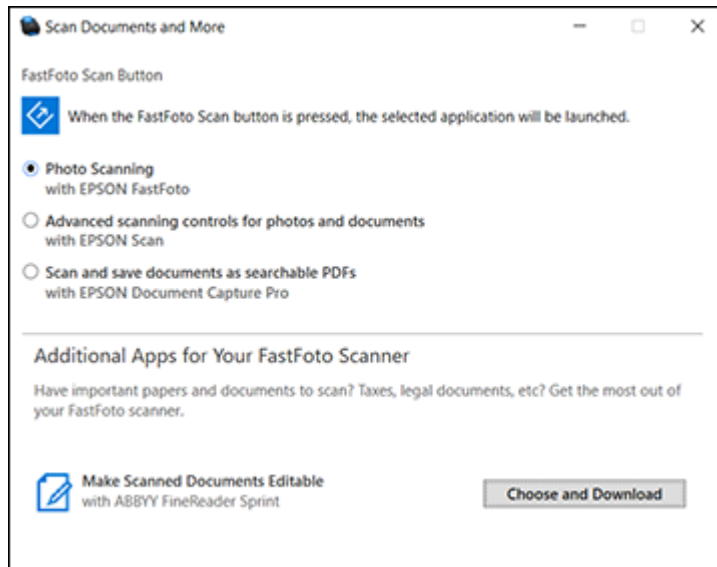 Scan Documents and More
FastFoto Scan Button
When the FastFoto Scan button is pressed, the selected application will be launched.
Photo Scanning
with EPSON FastFoto
Advanced scanning controls for photos and documents
with EPSON Scan
Scan and save documents as searchable PDFs
with EPSON Document Capture Pro
Additional Apps for Your FastFoto Scanner
Have important papers and documents to scan? Taxes, legal documents, etc? Get the most out of
your FastFoto scanner.
Make Scanned Documents Editable
with ABBYY FineReader Sprint
Choose and Download